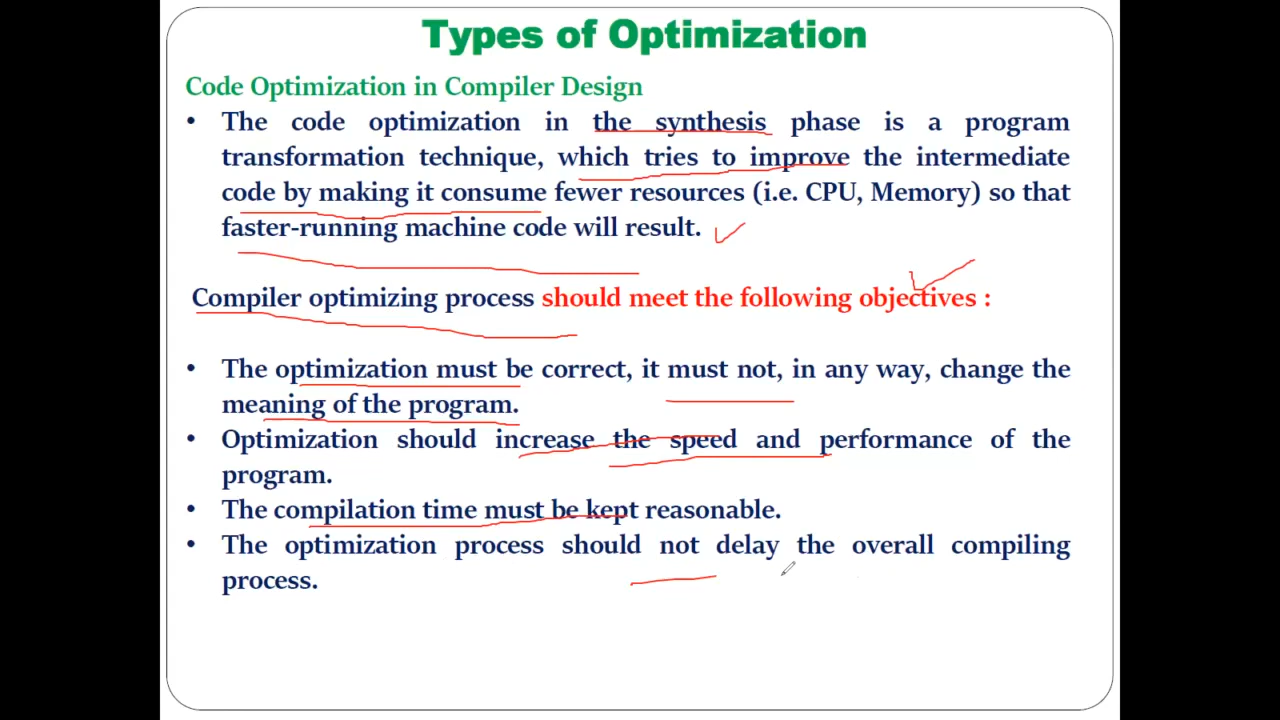 Types of Optimization
Code Optimization in Compiler Design
• The code optimization in the synthesis phase is a program
transformation technique, which tries to improve the intermediate
code by making it consume fewer resources (i.e. CPU, Memory) so that
faster-running machine code will result.
Compiler optimizing process should meet the following objectives :
• The optimization must be correct, it must not, in any way, change the
meaning of the program.
• Optimization should increase the speed and performance of the
program.
• The compilation time must be kept reasonable.
• The optimization process should not delay the overall compiling
process.